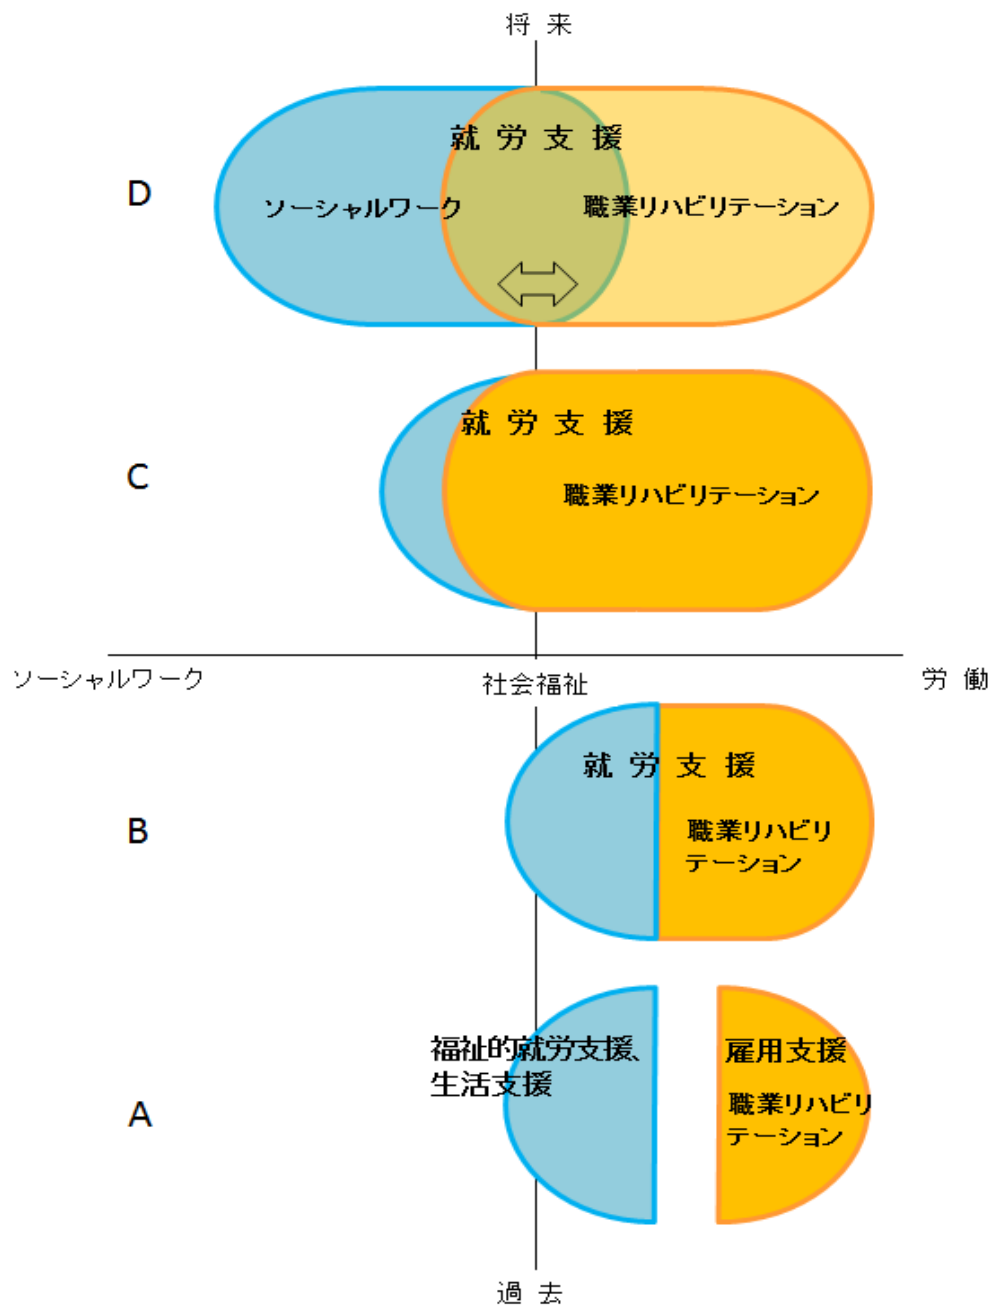 将 来
就 労 支 援
D
ソーシャルワーク
職業リハビリテーション
就 労 支 援
C
職業リハビリテーション
ソーシャルワーク
社会福祉
労 働
就 労 支 援
B
職業リハビリ
テーション
福祉的就労支援、
生活支援
雇用支援
A
職業リハビリ
テーション
過 去